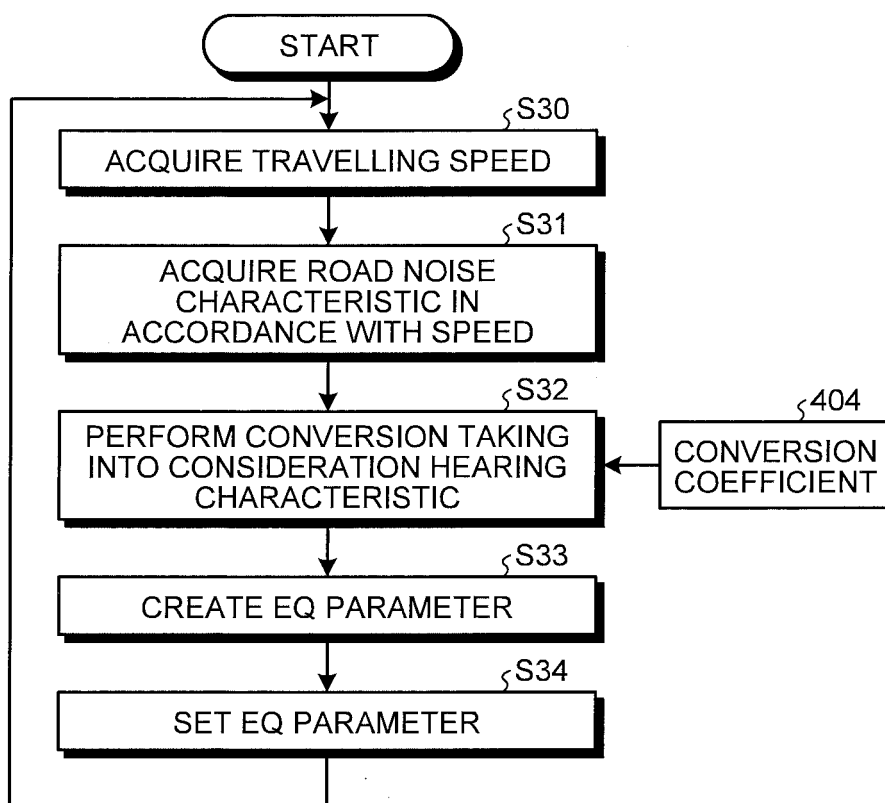 START
S30
ACQUIRE TRAVELLING SPEED
S31
ACQUIRE ROAD NOISE
CHARACTERISTIC IN
ACCORDANCE WITH SPEED
S32
PERFORM CONVERSION TAKING
INTO CONSIDERATION HEARING
CHARACTERISTIC
404
CONVERSION
COEFFICIENT
S33
CREATE EQ PARAMETER
S34
SET EQ PARAMETER